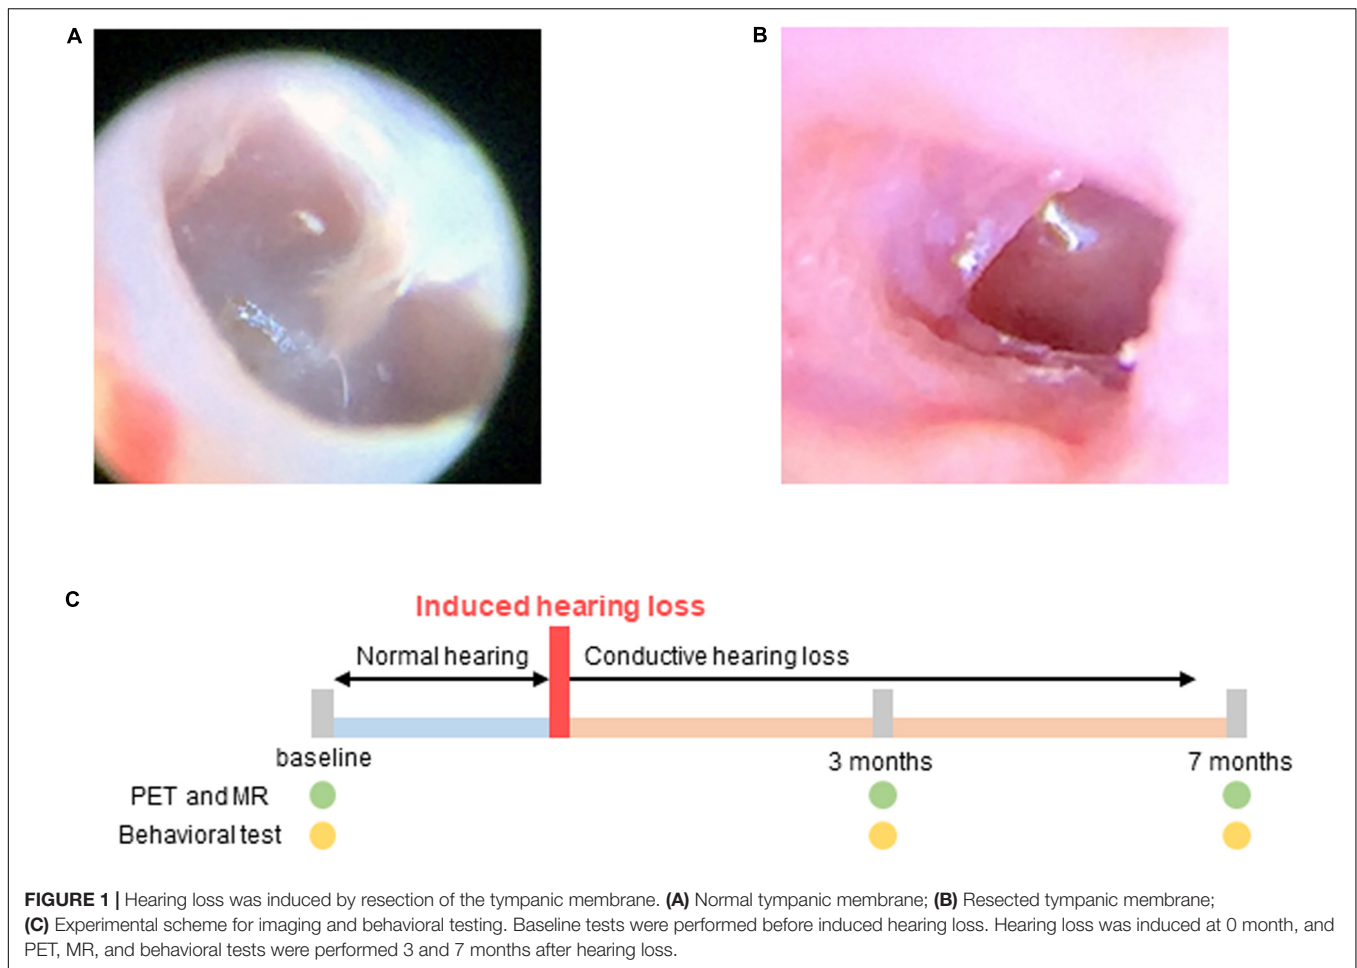 A
B
C
Induced hearing loss
Normal hearing
Conductive hearing loss
baseline
3 months
7 months
PET and MR
Behavioral test
FIGURE 1 | Hearing loss was induced by resection of the tympanic membrane. (A) Normal tympanic membrane; (B) Resected tympanic membrane;
(C) Experimental scheme for imaging and behavioral testing. Baseline tests were performed before induced hearing loss. Hearing loss was induced at 0 month, and
PET, MR, and behavioral tests were performed 3 and 7 months after hearing loss.